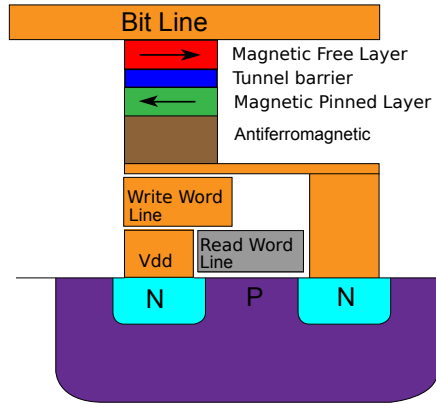 Bit Line
Magnetic Free Layer
Tunnel barrier
Magnetic Pinned Layer
Antiferromagnetic
Write Word
Line
Vdd
Read Word
Line
N
P
N